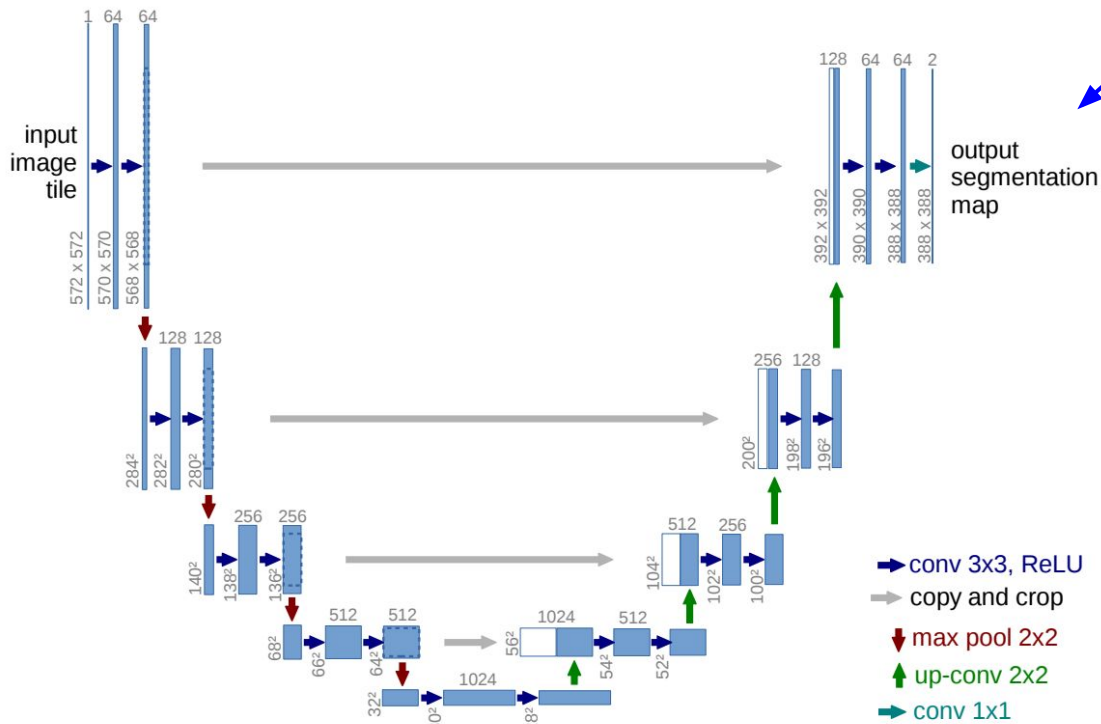 1 64 64
input
image
tile
572 x 572
570 x 570
568 x 568
128 64 64 2
output
segmentation
map
392 x 392
390 x 390
388 x 388
388 x 388
128 128
284²
282²
280²
256 128
200²
198²
196²
256 256
140²
138²
136²
512 256
104²
102²
100²
512 512
68²
66²
64²
1024 512
56²
54²
52²
1024
32²
0²
8²
conv 3x3, ReLU
copy and crop
max pool 2x2
up-conv 2x2
conv 1x1